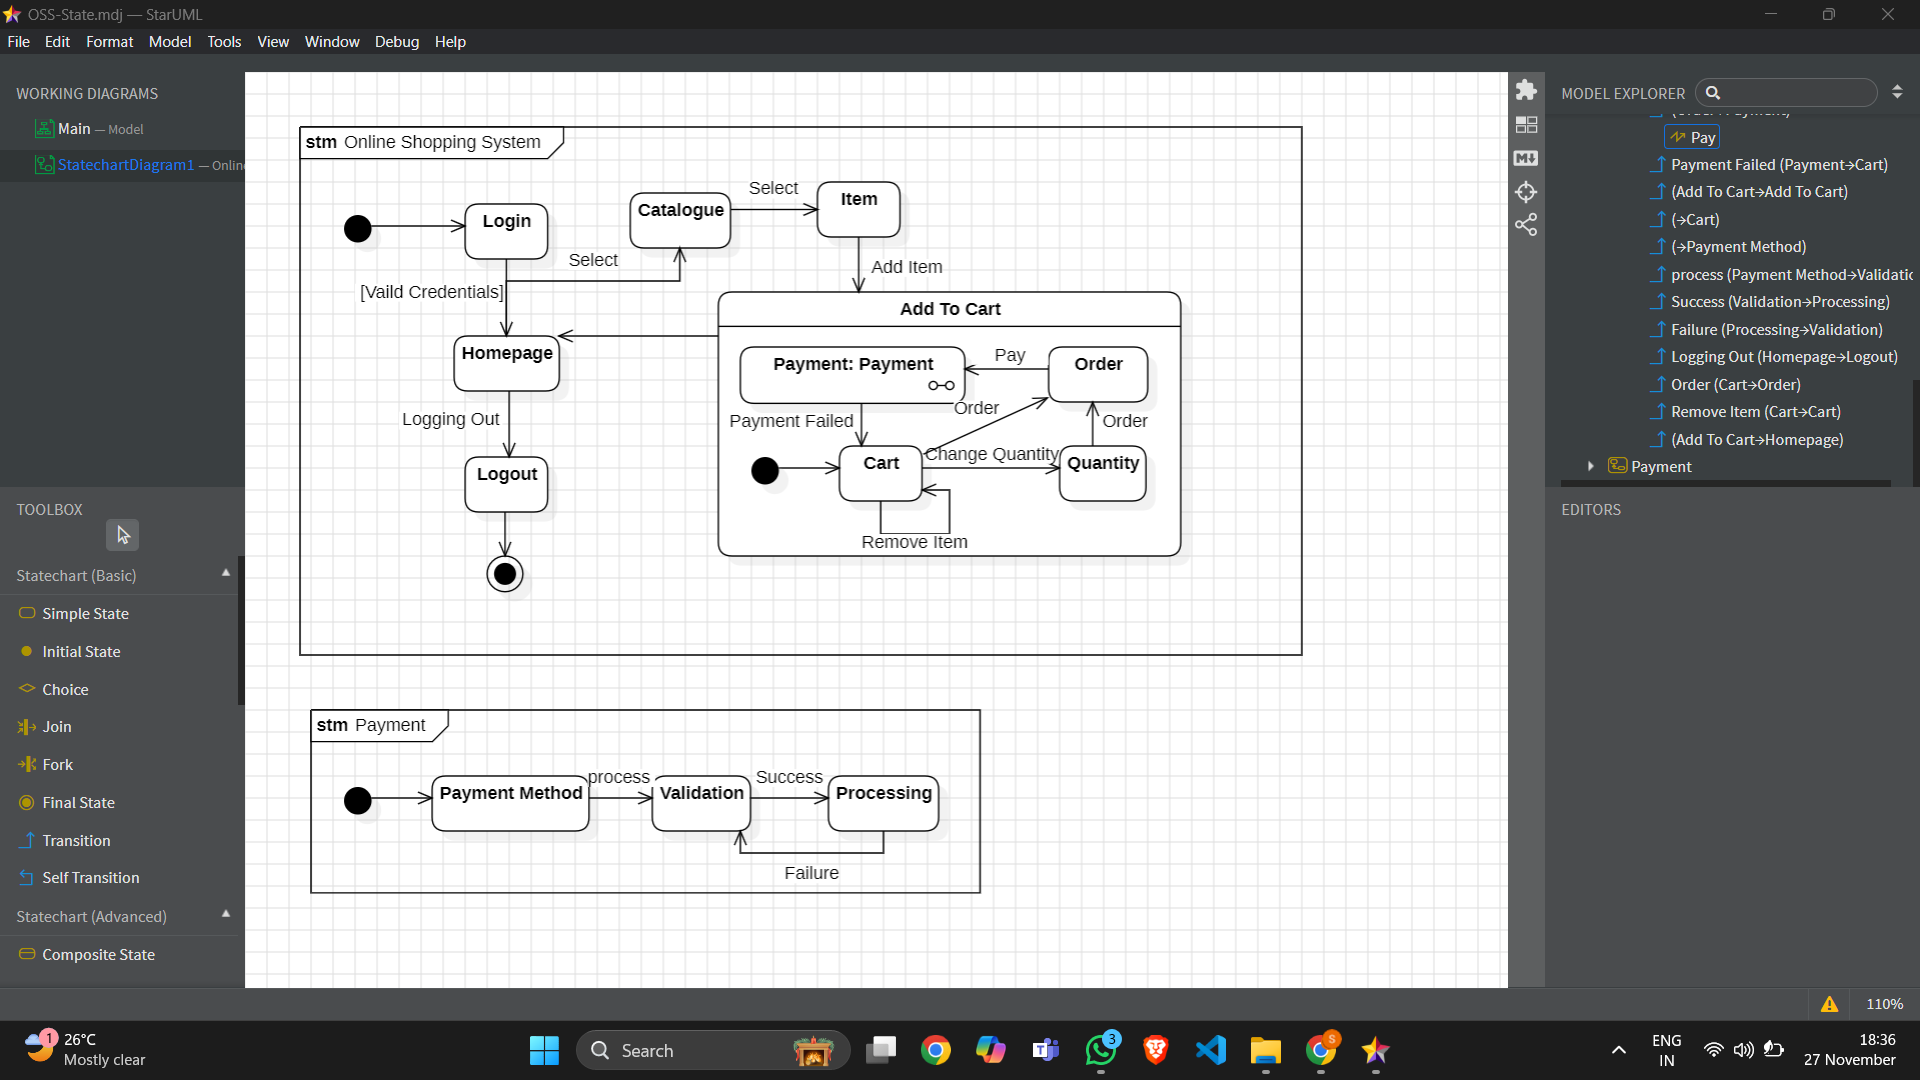 OSS-State.mdj — StarUML
File Edit Format Model Tools View Window Debug Help
WORKING DIAGRAMS
Main — Model
StatechartDiagram1 — Onlin
TOOLBOX
Statechart (Basic)
Simple State
Initial State
Choice
Join
Fork
Final State
Transition
Self Transition
Statechart (Advanced)
Composite State
stm Online Shopping System
Login
Catalogue
Select
Item
Select
Add Item
[Vaild Credentials]
Homepage
Logging Out
Logout
Add To Cart
Payment: Payment
Pay
Order
Order
Payment Failed
Order
Cart
Change Quantity
Quantity
Remove Item
stm Payment
Payment Method
process
Validation
Success
Processing
Failure
MODEL EXPLORER
Pay
Payment Failed (Payment→Cart)
(Add To Cart→Add To Cart)
(→Cart)
(→Payment Method)
process (Payment Method→Validatic
Success (Validation→Processing)
Failure (Processing→Validation)
Logging Out (Homepage→Logout)
Order (Cart→Order)
Remove Item (Cart→Cart)
(Add To Cart→Homepage)
Payment
EDITORS
110%
1
26°C
Mostly clear
Search
3
S
ENG
IN
18:36
27 November